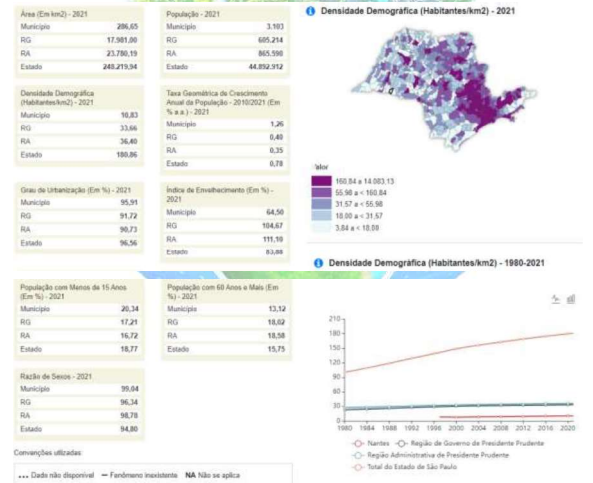 Área (Em km2) - 2021
Município 286,65
RG 17.981,00
RA 23.780,19
Estado 248.219,94
População - 2021
Município 3.103
RG 605.214
RA 865.590
Estado 44.892.912
Densidade Demográfica
(Habitantes/km2) - 2021
Município 10,83
RG 33,66
RA 36,40
Estado 180,86
Taxa Geométrica de Crescimento
Anual da População - 2010/2021 (Em
% a.a.) - 2021
Município 1,26
RG 0,40
RA 0,35
Estado 0,78
Grau de Urbanização (Em %) - 2021
Município 95,91
RG 91,72
RA 90,73
Estado 96,56
Índice de Envelhecimento (Em %) -
2021
Município 64,50
RG 104,67
RA 111,10
Estado 83,88
População com Menos de 15 Anos
(Em %) - 2021
Município 20,34
RG 17,21
RA 16,72
Estado 18,77
População com 60 Anos e Mais (Em
%) - 2021
Município 13,12
RG 18,02
RA 18,58
Estado 15,75
Razão de Sexos - 2021
Município 99,04
RG 96,34
RA 98,78
Estado 94,80
Convenções utilizadas:
... Dado não disponível — Fenômeno inexistente NA Não se aplica
Densidade Demográfica (Habitantes/km2) - 2021
Valor
160,84 a 14.083,13
55,98 a < 160,84
31,57 a < 55,98
18,00 a < 31,57
3,84 a < 18,00
Densidade Demográfica (Habitantes/km2) - 1980-2021
210
180
150
120
90
60
30
0
1980 1984 1988 1992 1996 2000 2004 2008 2012 2016 2020
Nantes Região de Governo de Presidente Prudente
Região Administrativa de Presidente Prudente
Total do Estado de São Paulo